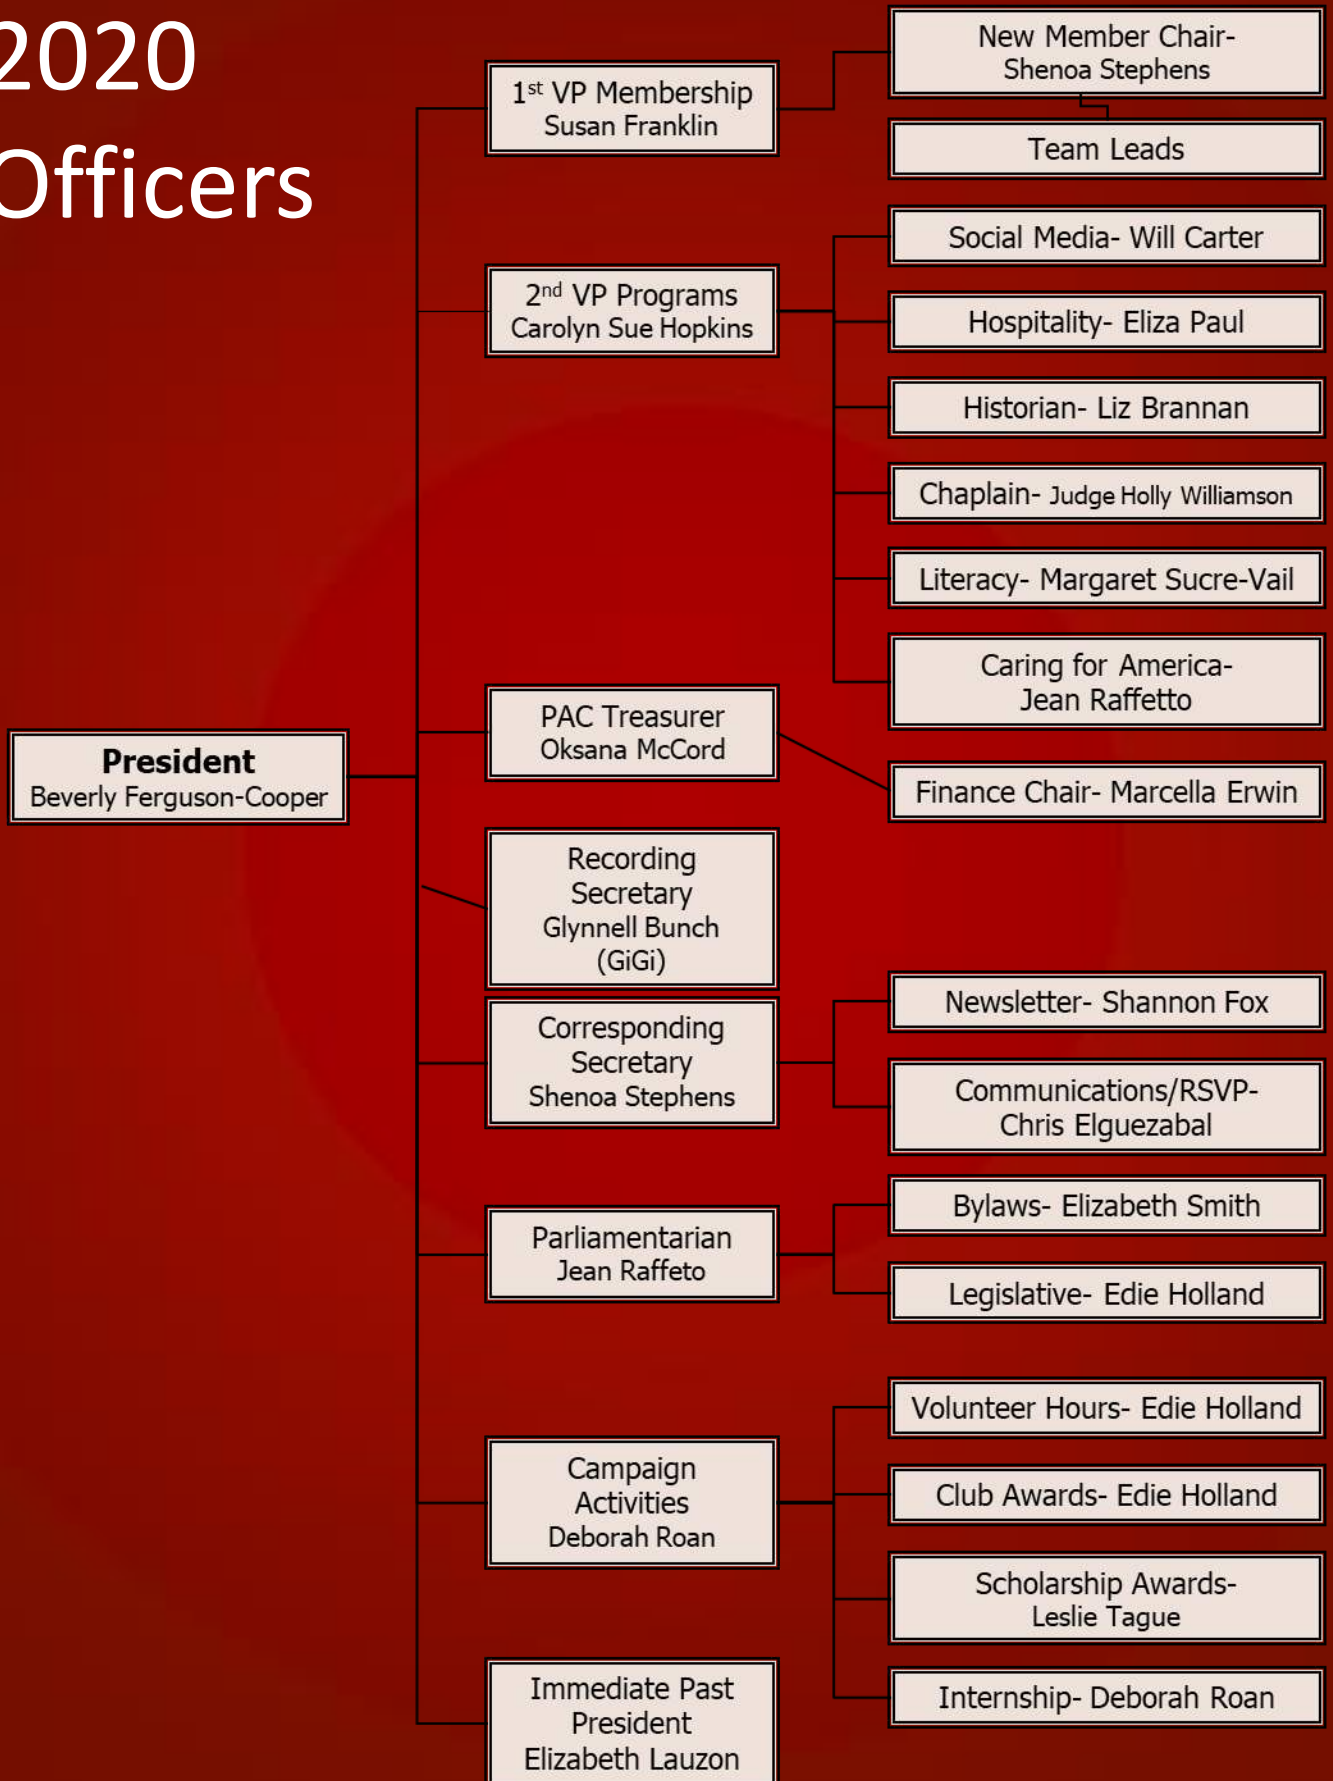 2020
Officers
President
Beverly Ferguson-Cooper
1st VP Membership
Susan Franklin
New Member Chair-
Shenoa Stephens
Team Leads
2nd VP Programs
Carolyn Sue Hopkins
Social Media- Will Carter
Hospitality- Eliza Paul
Historian- Liz Brannan
Chaplain- Judge Holly Williamson
Literacy- Margaret Sucre-Vail
Caring for America-
Jean Raffetto
PAC Treasurer
Oksana McCord
Finance Chair- Marcella Erwin
Recording
Secretary
Glynnell Bunch
(GiGi)
Corresponding
Secretary
Shenoa Stephens
Newsletter- Shannon Fox
Communications/RSVP-
Chris Elguezabal
Parliamentarian
Jean Raffeto
Bylaws- Elizabeth Smith
Legislative- Edie Holland
Campaign
Activities
Deborah Roan
Volunteer Hours- Edie Holland
Club Awards- Edie Holland
Scholarship Awards-
Leslie Tague
Internship- Deborah Roan
Immediate Past
President
Elizabeth Lauzon